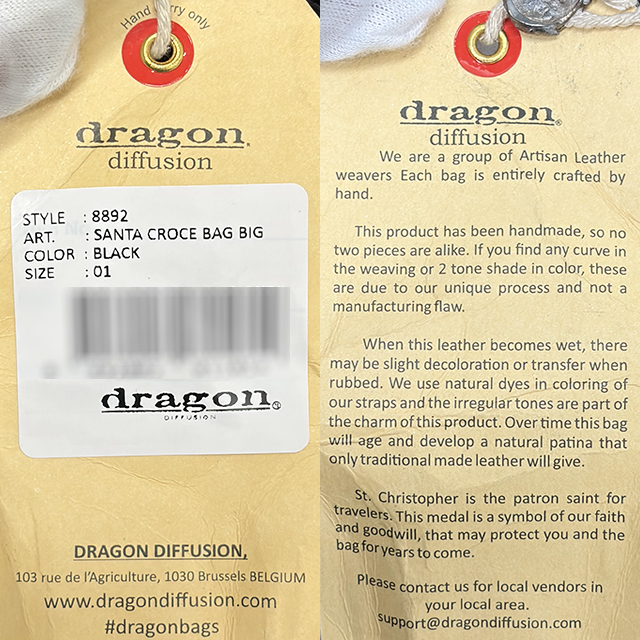 Hand carry only
dragon®
diffusion
STYLE : 8892
ART. : SANTA CROCE BAG BIG
COLOR : BLACK
SIZE : 01
dragon®
DIFFUSION
DRAGON DIFFUSION,
103 rue de l'Agriculture, 1030 Brussels BELGIUM
www.dragondiffusion.com
#dragonbags
dragon®
diffusion
We are a group of Artisan Leather
weavers Each bag is entirely crafted by
hand.
This product has been handmade, so no
two pieces are alike. If you find any curve in
the weaving or 2 tone shade in color, these
are due to our unique process and not a
manufacturing flaw.
When this leather becomes wet, there
may be slight decoloration or transfer when
rubbed. We use natural dyes in coloring of
our straps and the irregular tones are part of
the charm of this product. Over time this bag
will age and develop a natural patina that
only traditional made leather will give.
St. Christopher is the patron saint for
travelers. This medal is a symbol of our faith
and goodwill, that may protect you and the
bag for years to come.
Please contact us for local vendors in
your local area.
support@dragondiffusion.com